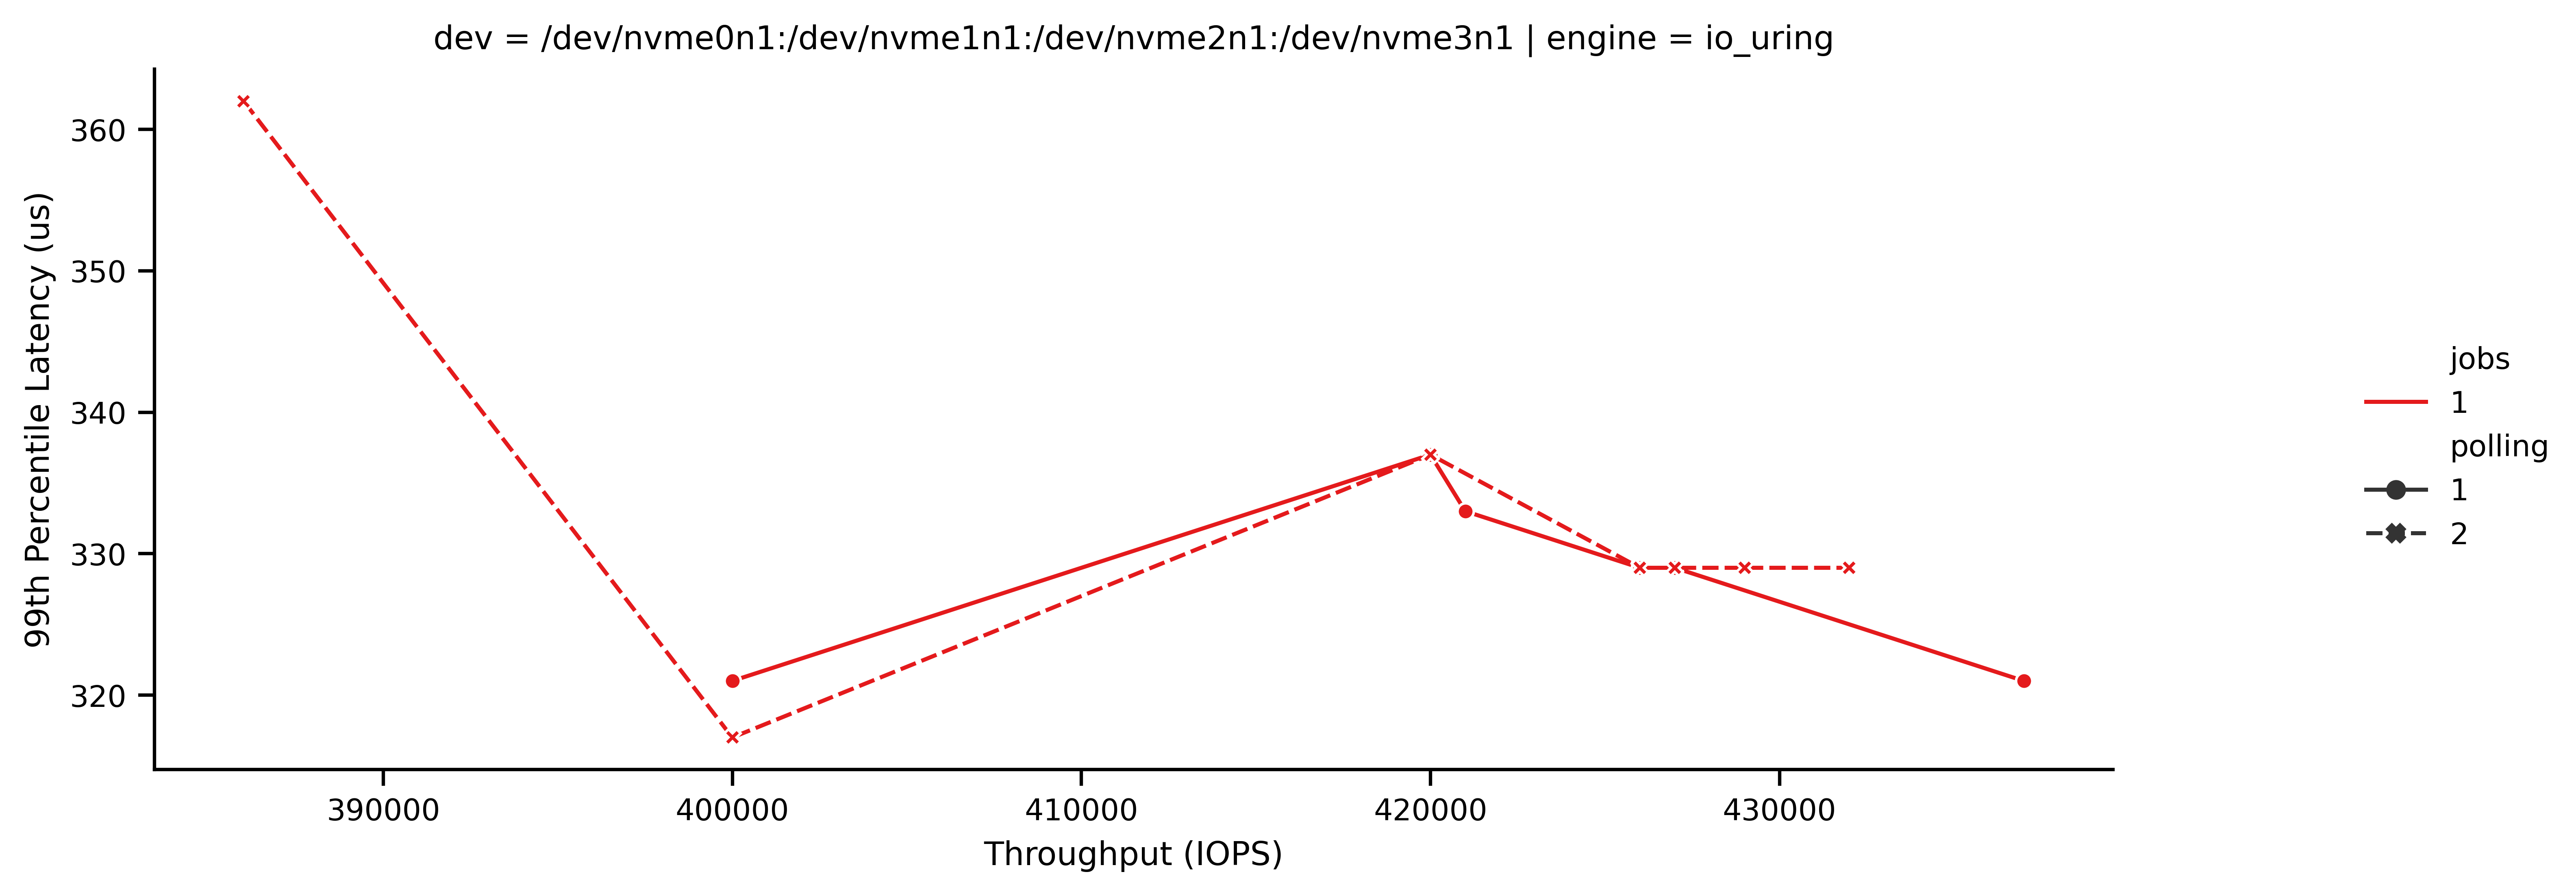 dev = /dev/nvme0n1:/dev/nvme1n1:/dev/nvme2n1:/dev/nvme3n1 | engine = io_uring
99th Percentile Latency (us)
360
350
340
330
320
390000 400000 410000 420000 430000
Throughput (IOPS)
jobs
1
polling
1
2